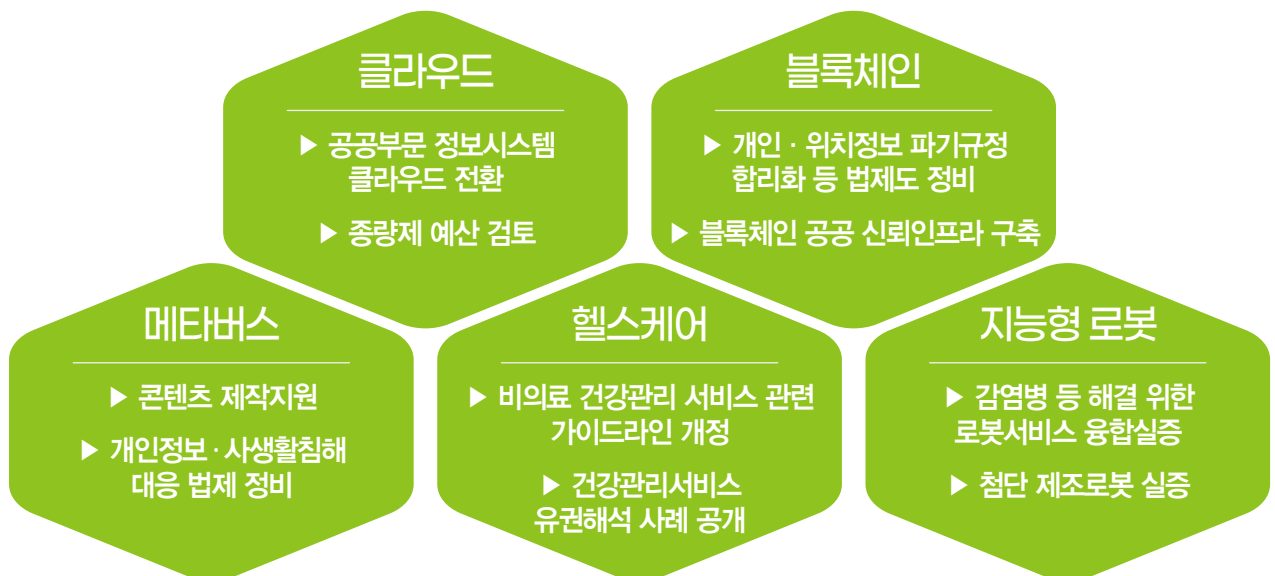 클라우드
▶ 공공부문 정보시스템
클라우드 전환
▶ 종량제 예산 검토
블록체인
▶ 개인 · 위치정보 파기규정
합리화 등 법제도 정비
▶ 블록체인 공공 신뢰인프라 구축
메타버스
▶ 콘텐츠 제작지원
▶ 개인정보 · 사생활침해
대응 법제 정비
헬스케어
▶ 비의료 건강관리 서비스 관련
가이드라인 개정
▶ 건강관리서비스
유권해석 사례 공개
지능형 로봇
▶ 감염병 등 해결 위한
로봇서비스 융합실증
▶ 첨단 제조로봇 실증